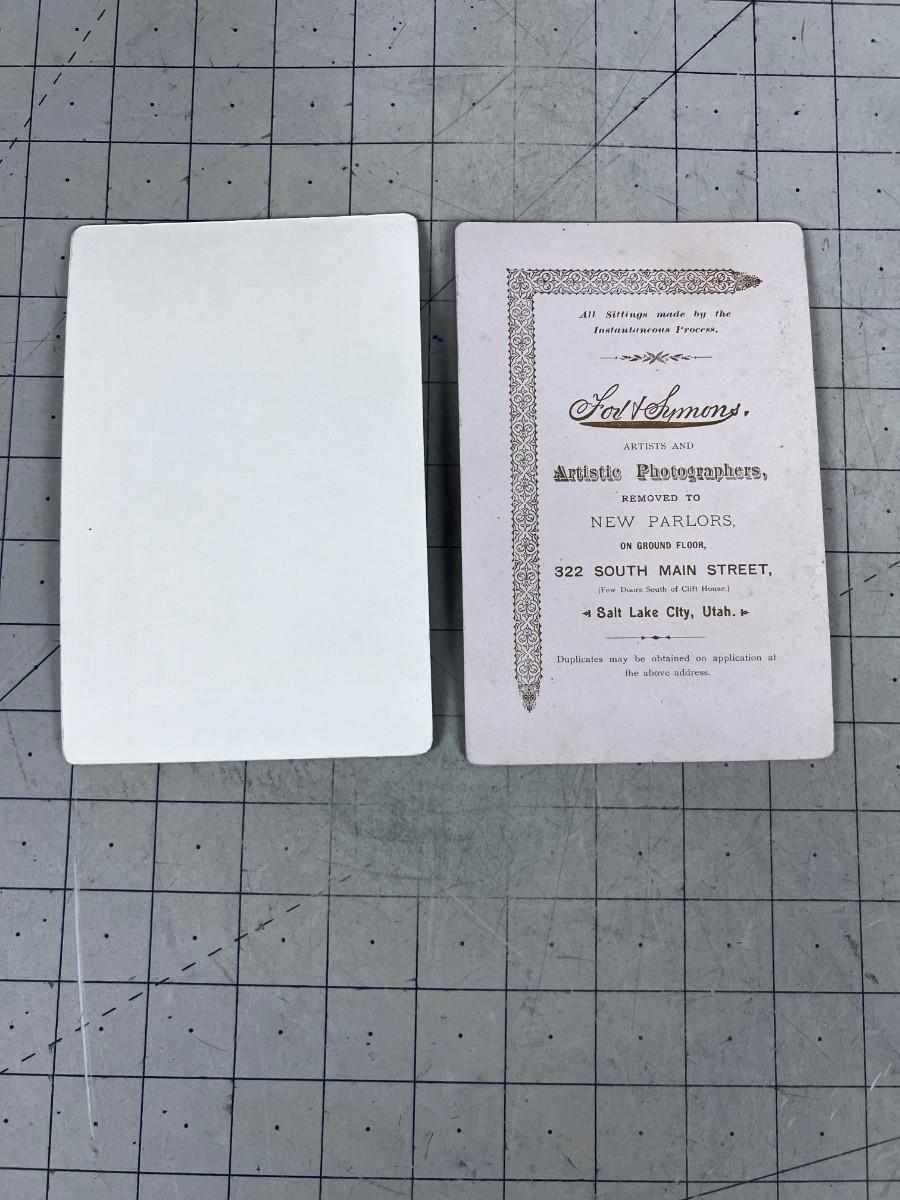 All Sittings made by the
Instantaneous Process.
Fox & Symons.
ARTISTS AND
Artistic Photographers,
REMOVED TO
NEW PARLORS,
ON GROUND FLOOR,
322 SOUTH MAIN STREET,
(Few Doors South of Clift House.)
Salt Lake City, Utah.
Duplicates may be obtained on application at
the above address.